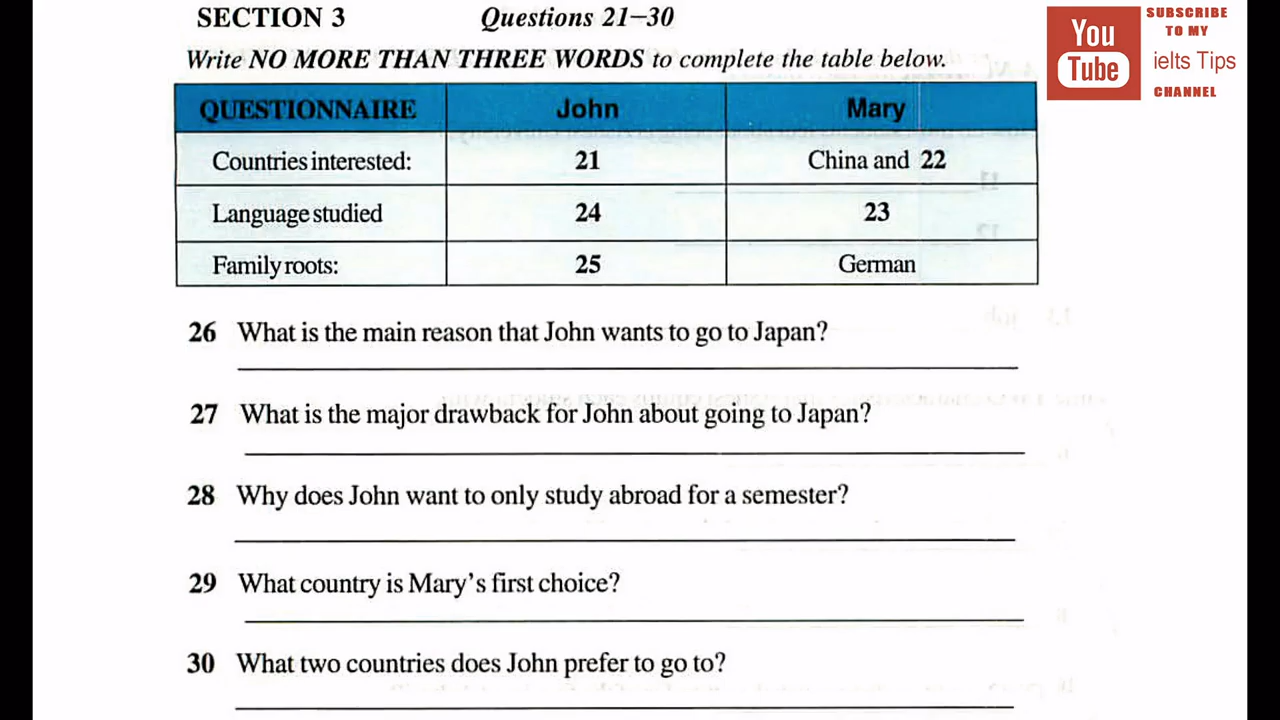 SECTION 3 Questions 21–30
Write NO MORE THAN THREE WORDS to complete the table below.
QUESTIONNAIRE John Mary
Countries interested: 21 China and 22
Language studied 24 23
Family roots: 25 German
26 What is the main reason that John wants to go to Japan?
27 What is the major drawback for John about going to Japan?
28 Why does John want to only study abroad for a semester?
29 What country is Mary's first choice?
30 What two countries does John prefer to go to?
You
Tube
SUBSCRIBE
TO MY
ielts Tips
CHANNEL